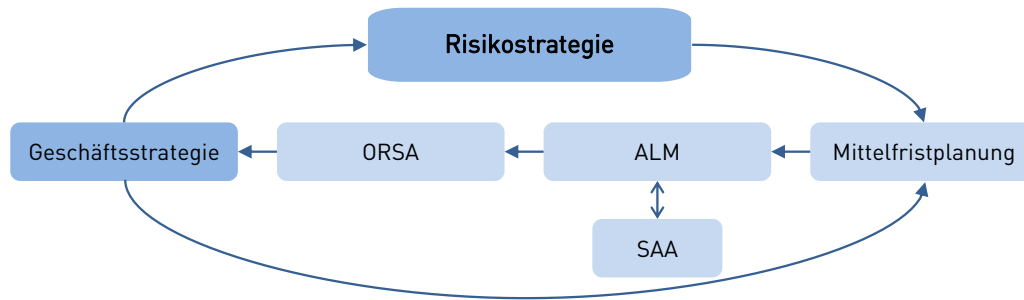 Risikostrategie
Geschäftsstrategie
ORSA
ALM
Mittelfristplanung
SAA